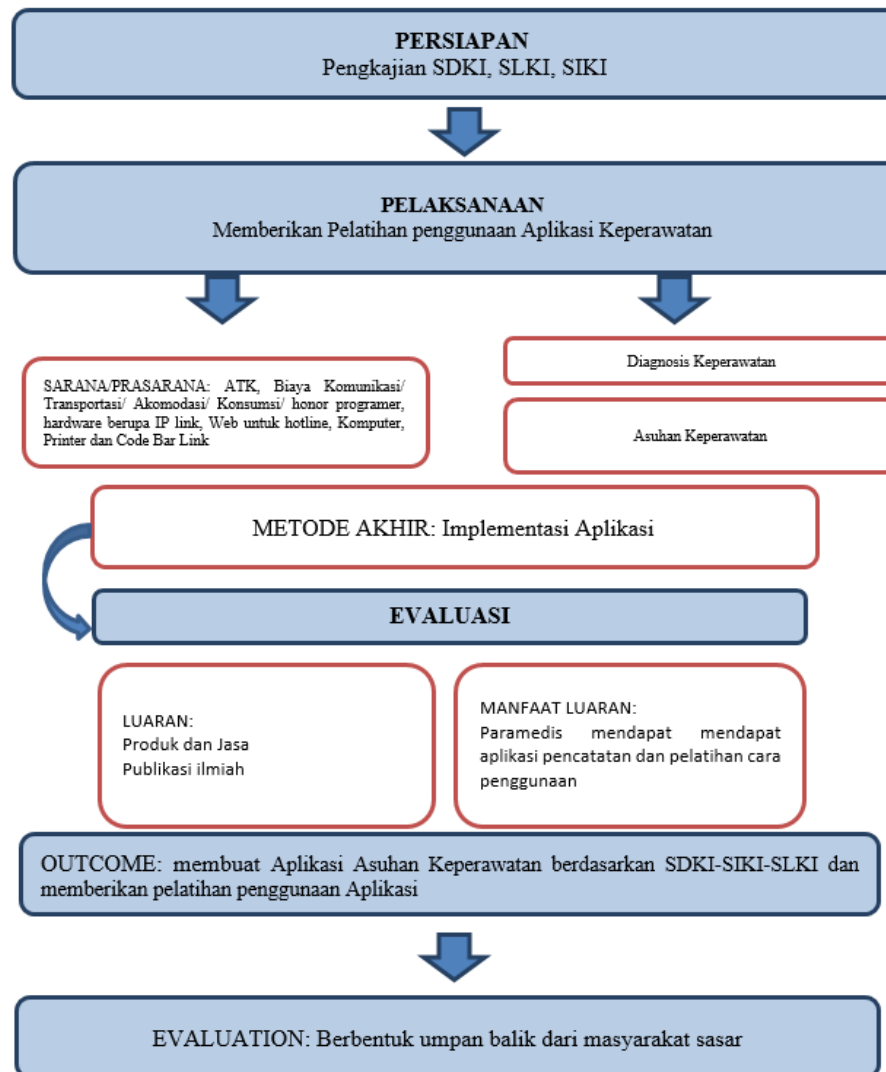 PERSIAPAN
Pengkajian SDKI, SLKI, SIKI
PELAKSANAAN
Memberikan Pelatihan penggunaan Aplikasi Keperawatan
SARANA/PRASARANA: ATK, Biaya Komunikasi/
Transportasi/ Akomodasi/ Konsumsi/ honor programer,
hardware berupa IP link, Web untuk hotline, Komputer,
Printer dan Code Bar Link
Diagnosis Keperawatan
Asuhan Keperawatan
METODE AKHIR: Implementasi Aplikasi
EVALUASI
LUARAN:
Produk dan Jasa
Publikasi ilmiah
MANFAAT LUARAN:
Paramedis mendapat mendapat
aplikasi pencatatan dan pelatihan cara
penggunaan
OUTCOME: membuat Aplikasi Asuhan Keperawatan berdasarkan SDKI-SIKI-SLKI dan
memberikan pelatihan penggunaan Aplikasi
EVALUATION: Berbentuk umpan balik dari masyarakat sasar